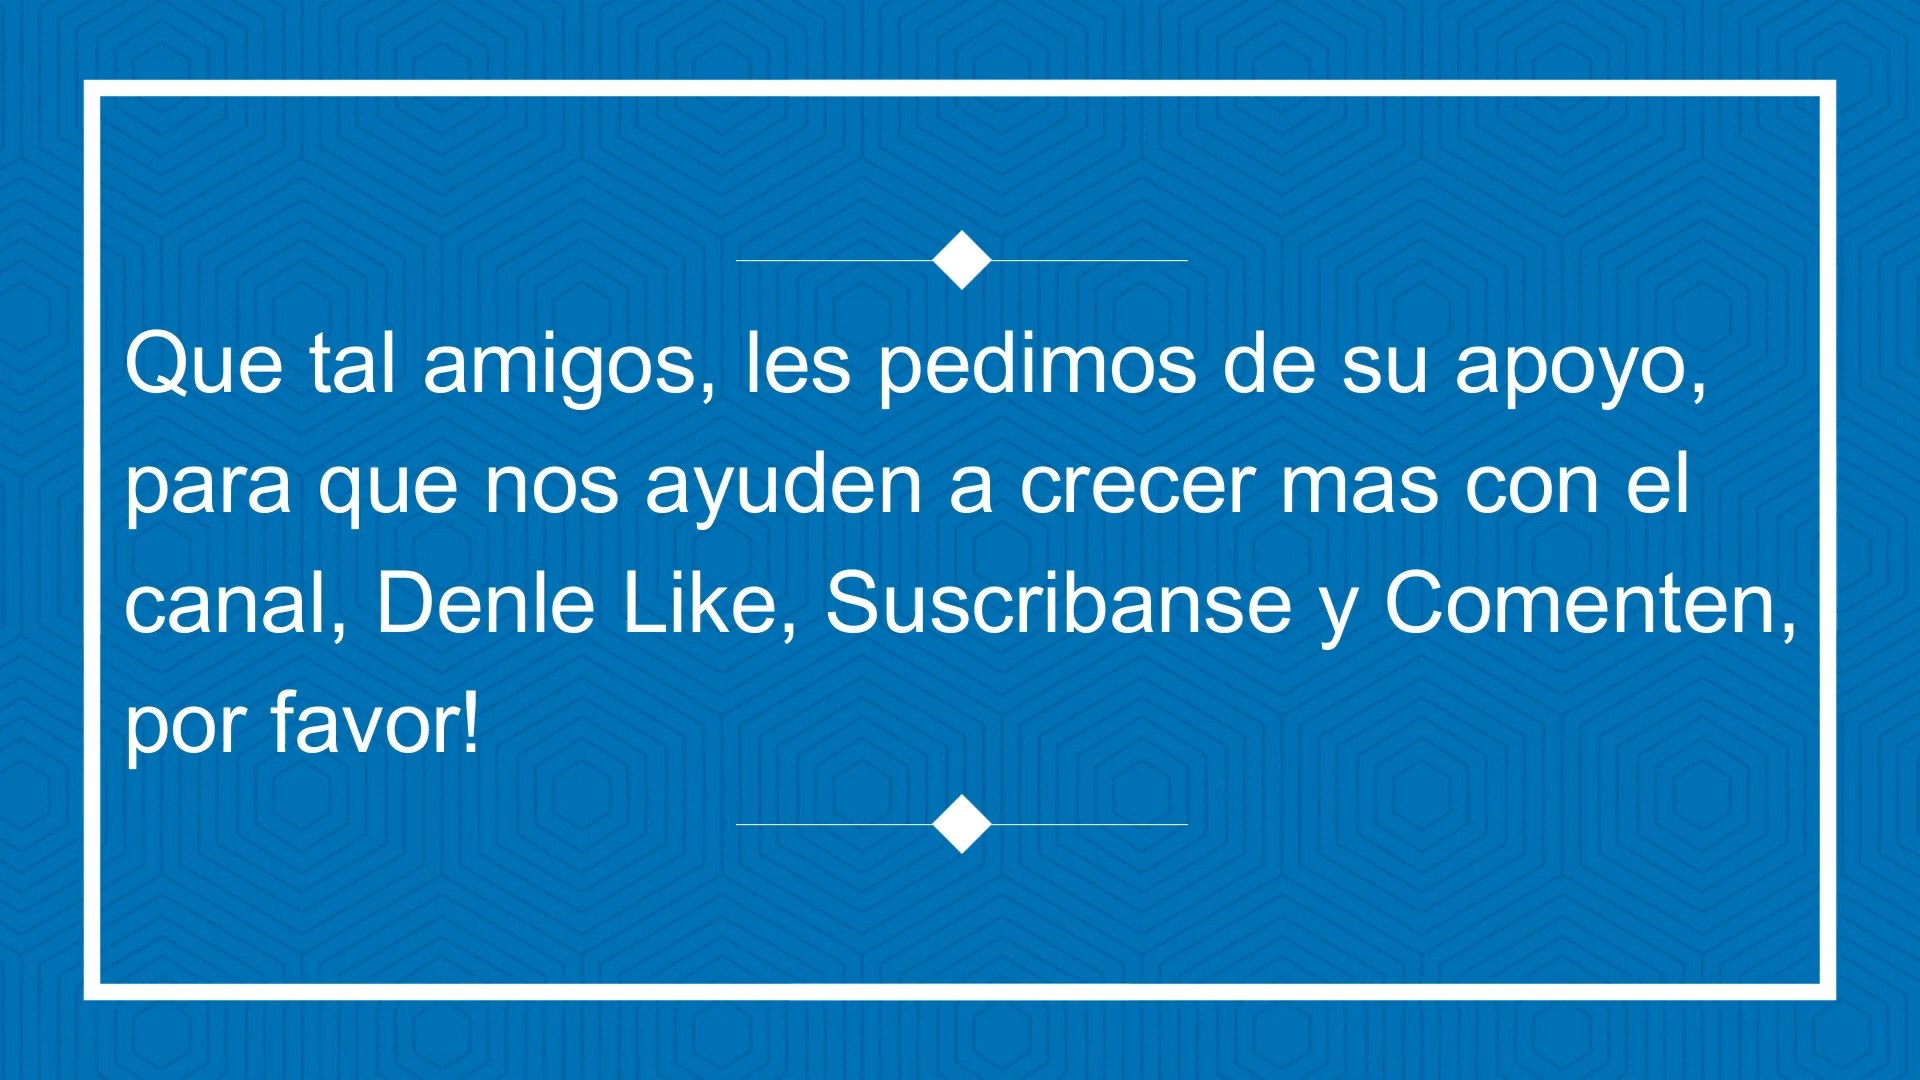 Que tal amigos, les pedimos de su apoyo,
para que nos ayuden a crecer mas con el
canal, Denle Like, Suscribanse y Comenten,
por favor!